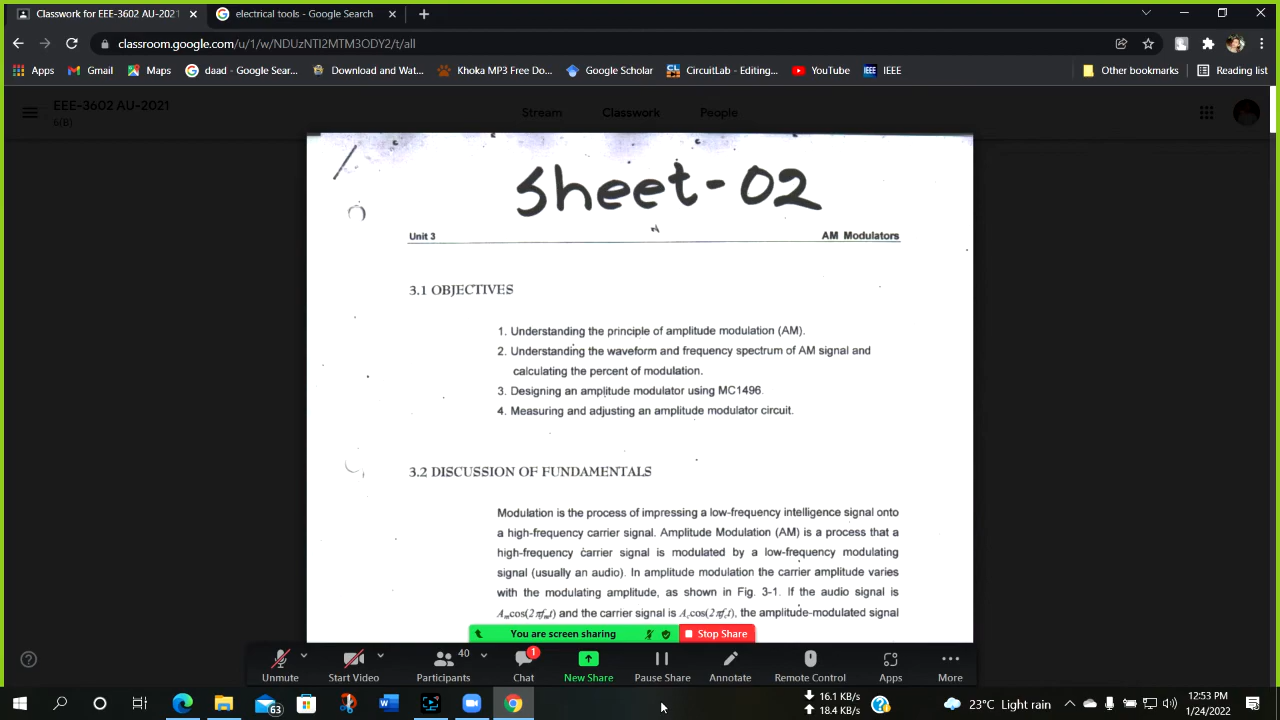 Classwork for EEE-3602 AU-2021
electrical tools - Google Search
classroom.google.com/u/1/w/NDUzNTI2MTM3ODY2/t/all
Apps
Gmail
Maps
daad - Google Sear...
Download and Wat...
Khoka MP3 Free Do...
Google Scholar
CircuitLab - Editing...
YouTube
IEEE
Other bookmarks
Reading list
EEE-3602 AU-2021
6(B)
Stream
Classwork
People
Sheet-02
Unit 3
AM Modulators
3.1 OBJECTIVES
1. Understanding the principle of amplitude modulation (AM).
2. Understanding the waveform and frequency spectrum of AM signal and
calculating the percent of modulation.
3. Designing an amplitude modulator using MC1496.
4. Measuring and adjusting an amplitude modulator circuit.
3.2 DISCUSSION OF FUNDAMENTALS
Modulation is the process of impressing a low-frequency intelligence signal onto
a high-frequency carrier signal. Amplitude Modulation (AM) is a process that a
high-frequency carrier signal is modulated by a low-frequency modulating
signal (usually an audio). In amplitude modulation the carrier amplitude varies
with the modulating amplitude, as shown in Fig. 3-1. If the audio signal is
Amcos(2πfmt) and the carrier signal is Accos(2πfct), the amplitude-modulated signal
You are screen sharing
Stop Share
Unmute
Start Video
40
Participants
1
Chat
New Share
Pause Share
Annotate
Remote Control
Apps
More
63
16.1 KB/s
18.4 KB/s
23°C Light rain
12:53 PM
1/24/2022